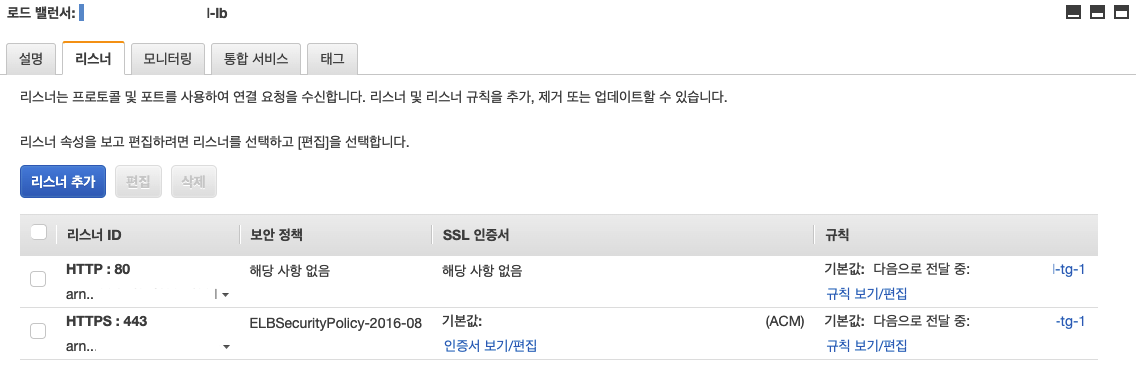 로드 밸런서: l-lb
설명 리스너 모니터링 통합 서비스 태그
리스너는 프로토콜 및 포트를 사용하여 연결 요청을 수신합니다. 리스너 및 리스너 규칙을 추가, 제거 또는 업데이트할 수 있습니다.
리스너 속성을 보고 편집하려면 리스너를 선택하고 [편집]을 선택합니다.
리스너 추가 편집 삭제
리스너 ID 보안 정책 SSL 인증서 규칙
HTTP : 80 해당 사항 없음 해당 사항 없음 기본값: 다음으로 전달 중: l-tg-1
arn.. 규칙 보기/편집
HTTPS : 443 ELBSecurityPolicy-2016-08 기본값: (ACM) 기본값: 다음으로 전달 중: -tg-1
arn... 인증서 보기/편집 규칙 보기/편집